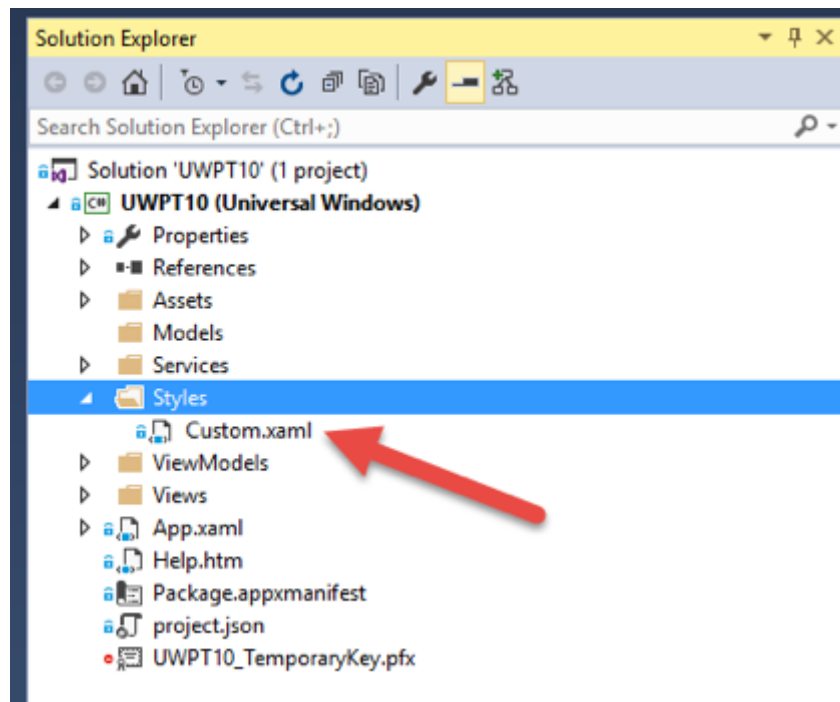 Solution Explorer
Search Solution Explorer (Ctrl+;)
Solution 'UWPT10' (1 project)
C# UWPT10 (Universal Windows)
Properties
References
Assets
Models
Services
Styles
Custom.xaml
ViewModels
Views
App.xaml
Help.htm
Package.appxmanifest
project.json
UWPT10_TemporaryKey.pfx